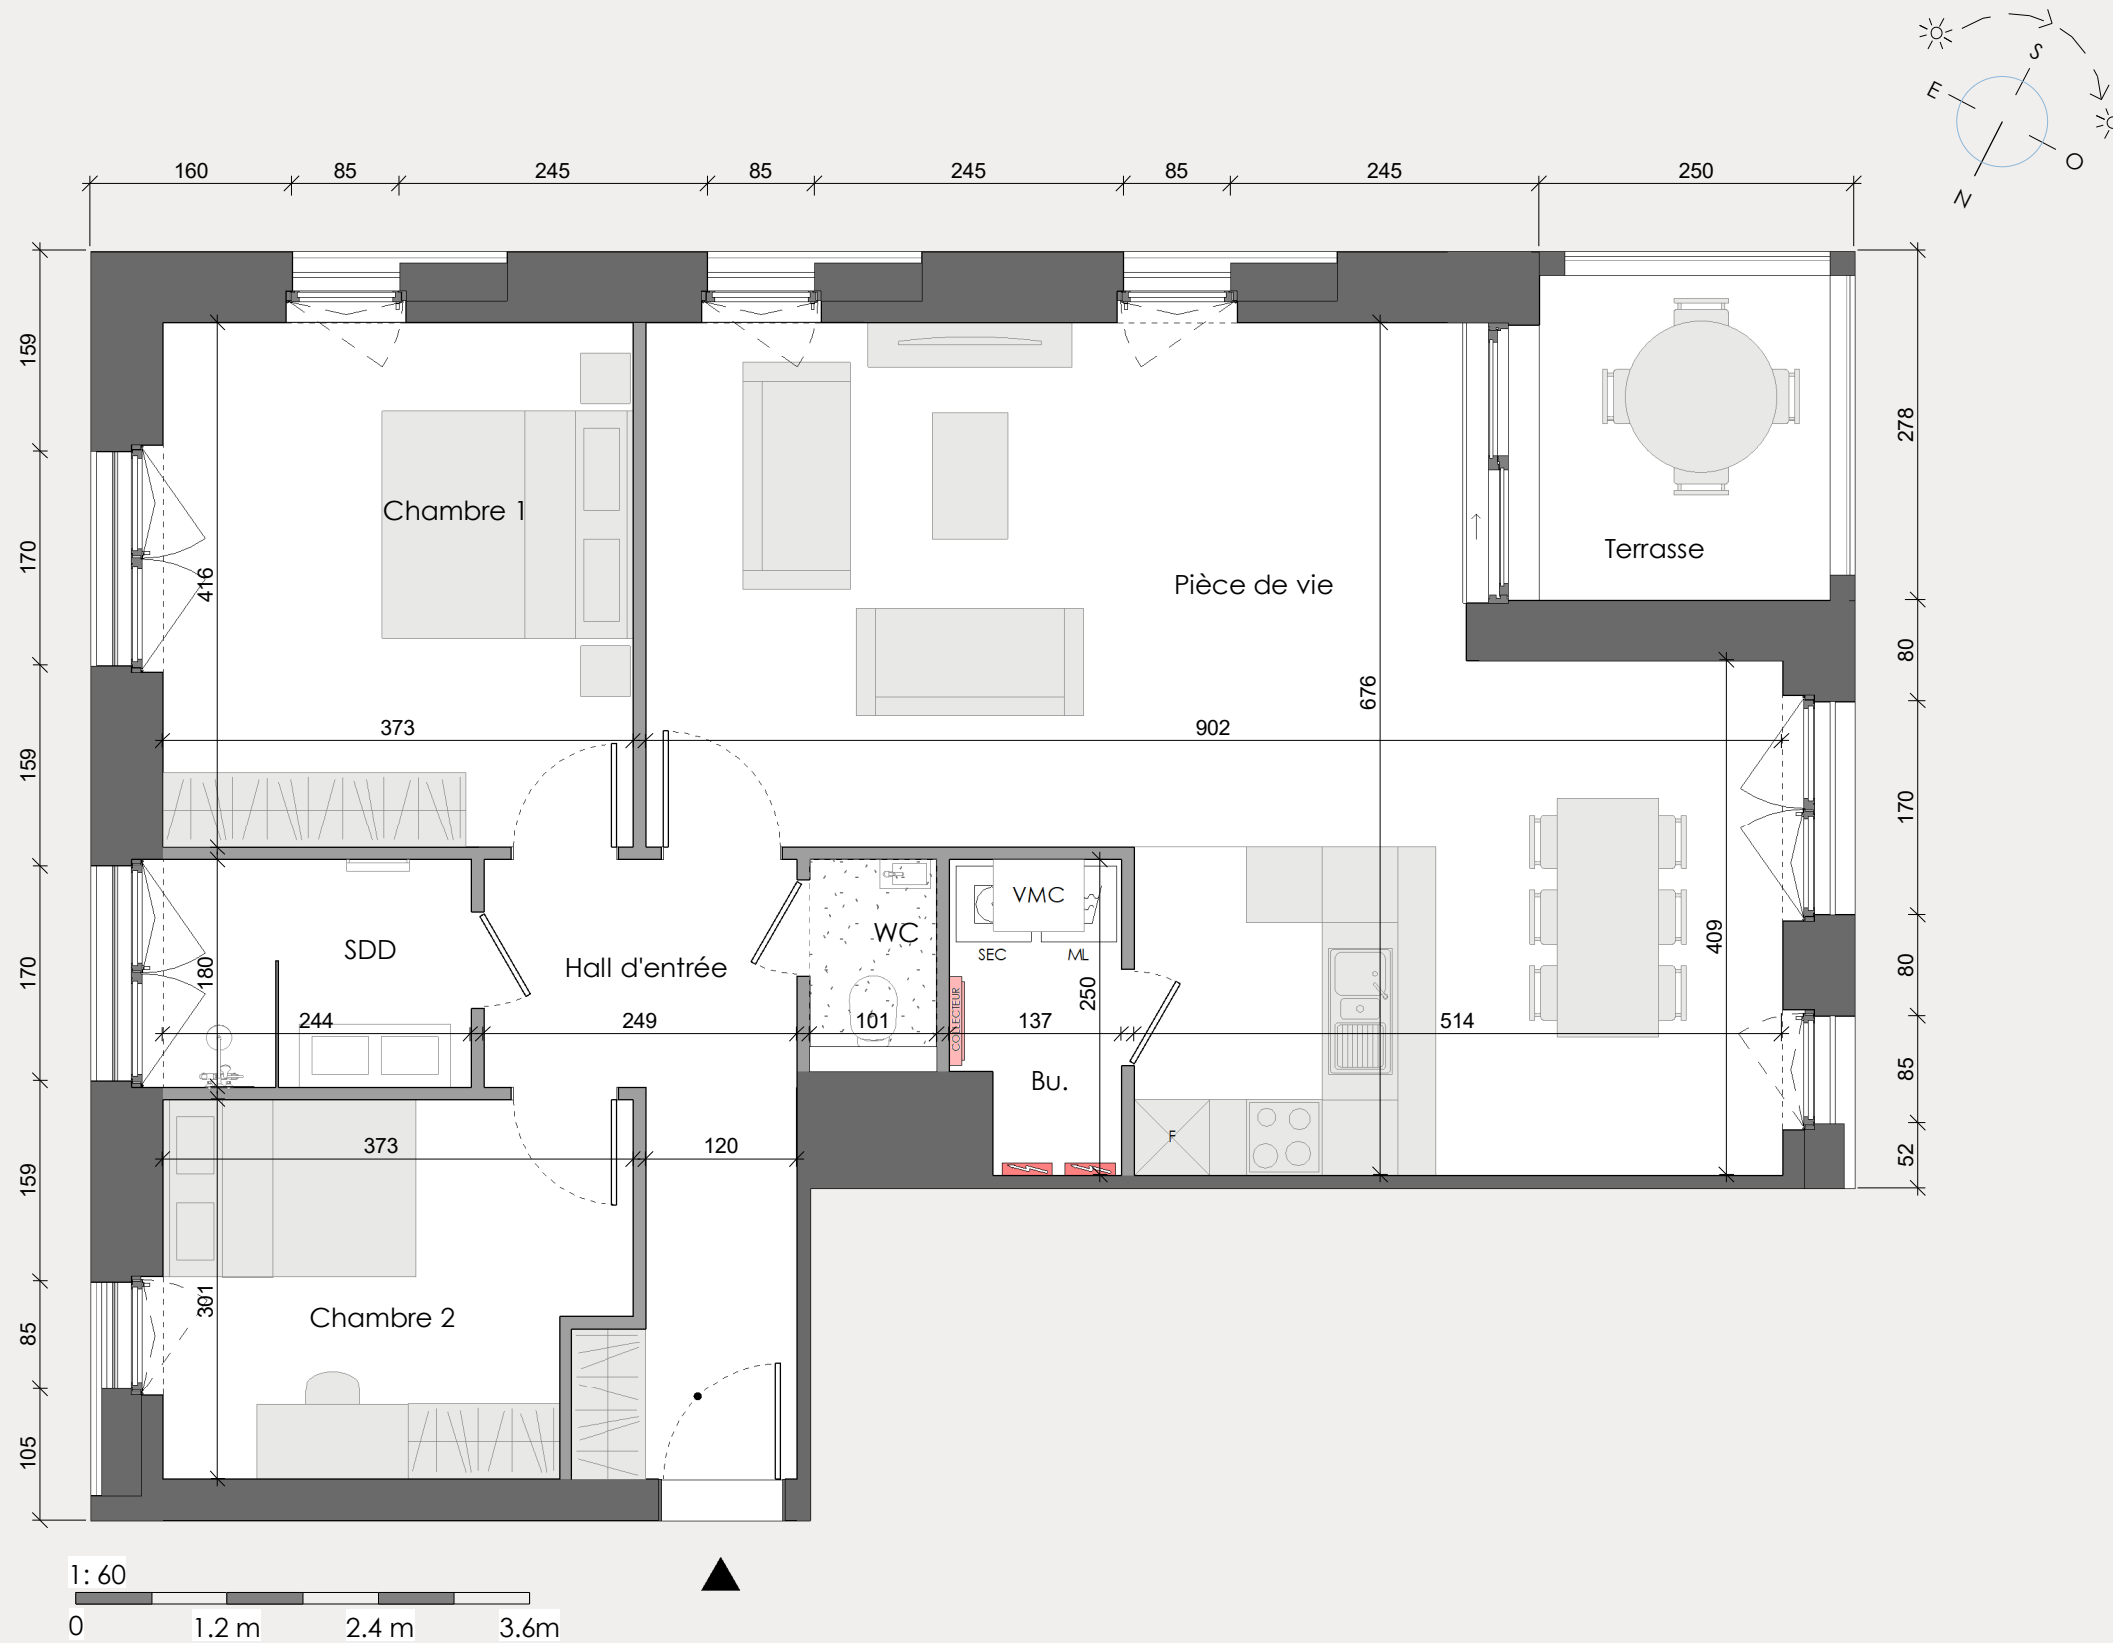 S
E
O
N
160 85 245 85 245 85 245 250
159
170
159
170
159
85
105
278
80
170
80
85
52
Chambre 1
416
373
Pièce de vie
676
902
Terrasse
409
SDD
180
244
Hall d'entrée
249
WC
101
VMC
SEC ML
COLLECTEUR
250
137
Bu.
514
F
373
120
301
Chambre 2
1: 60
0 1.2 m 2.4 m 3.6m